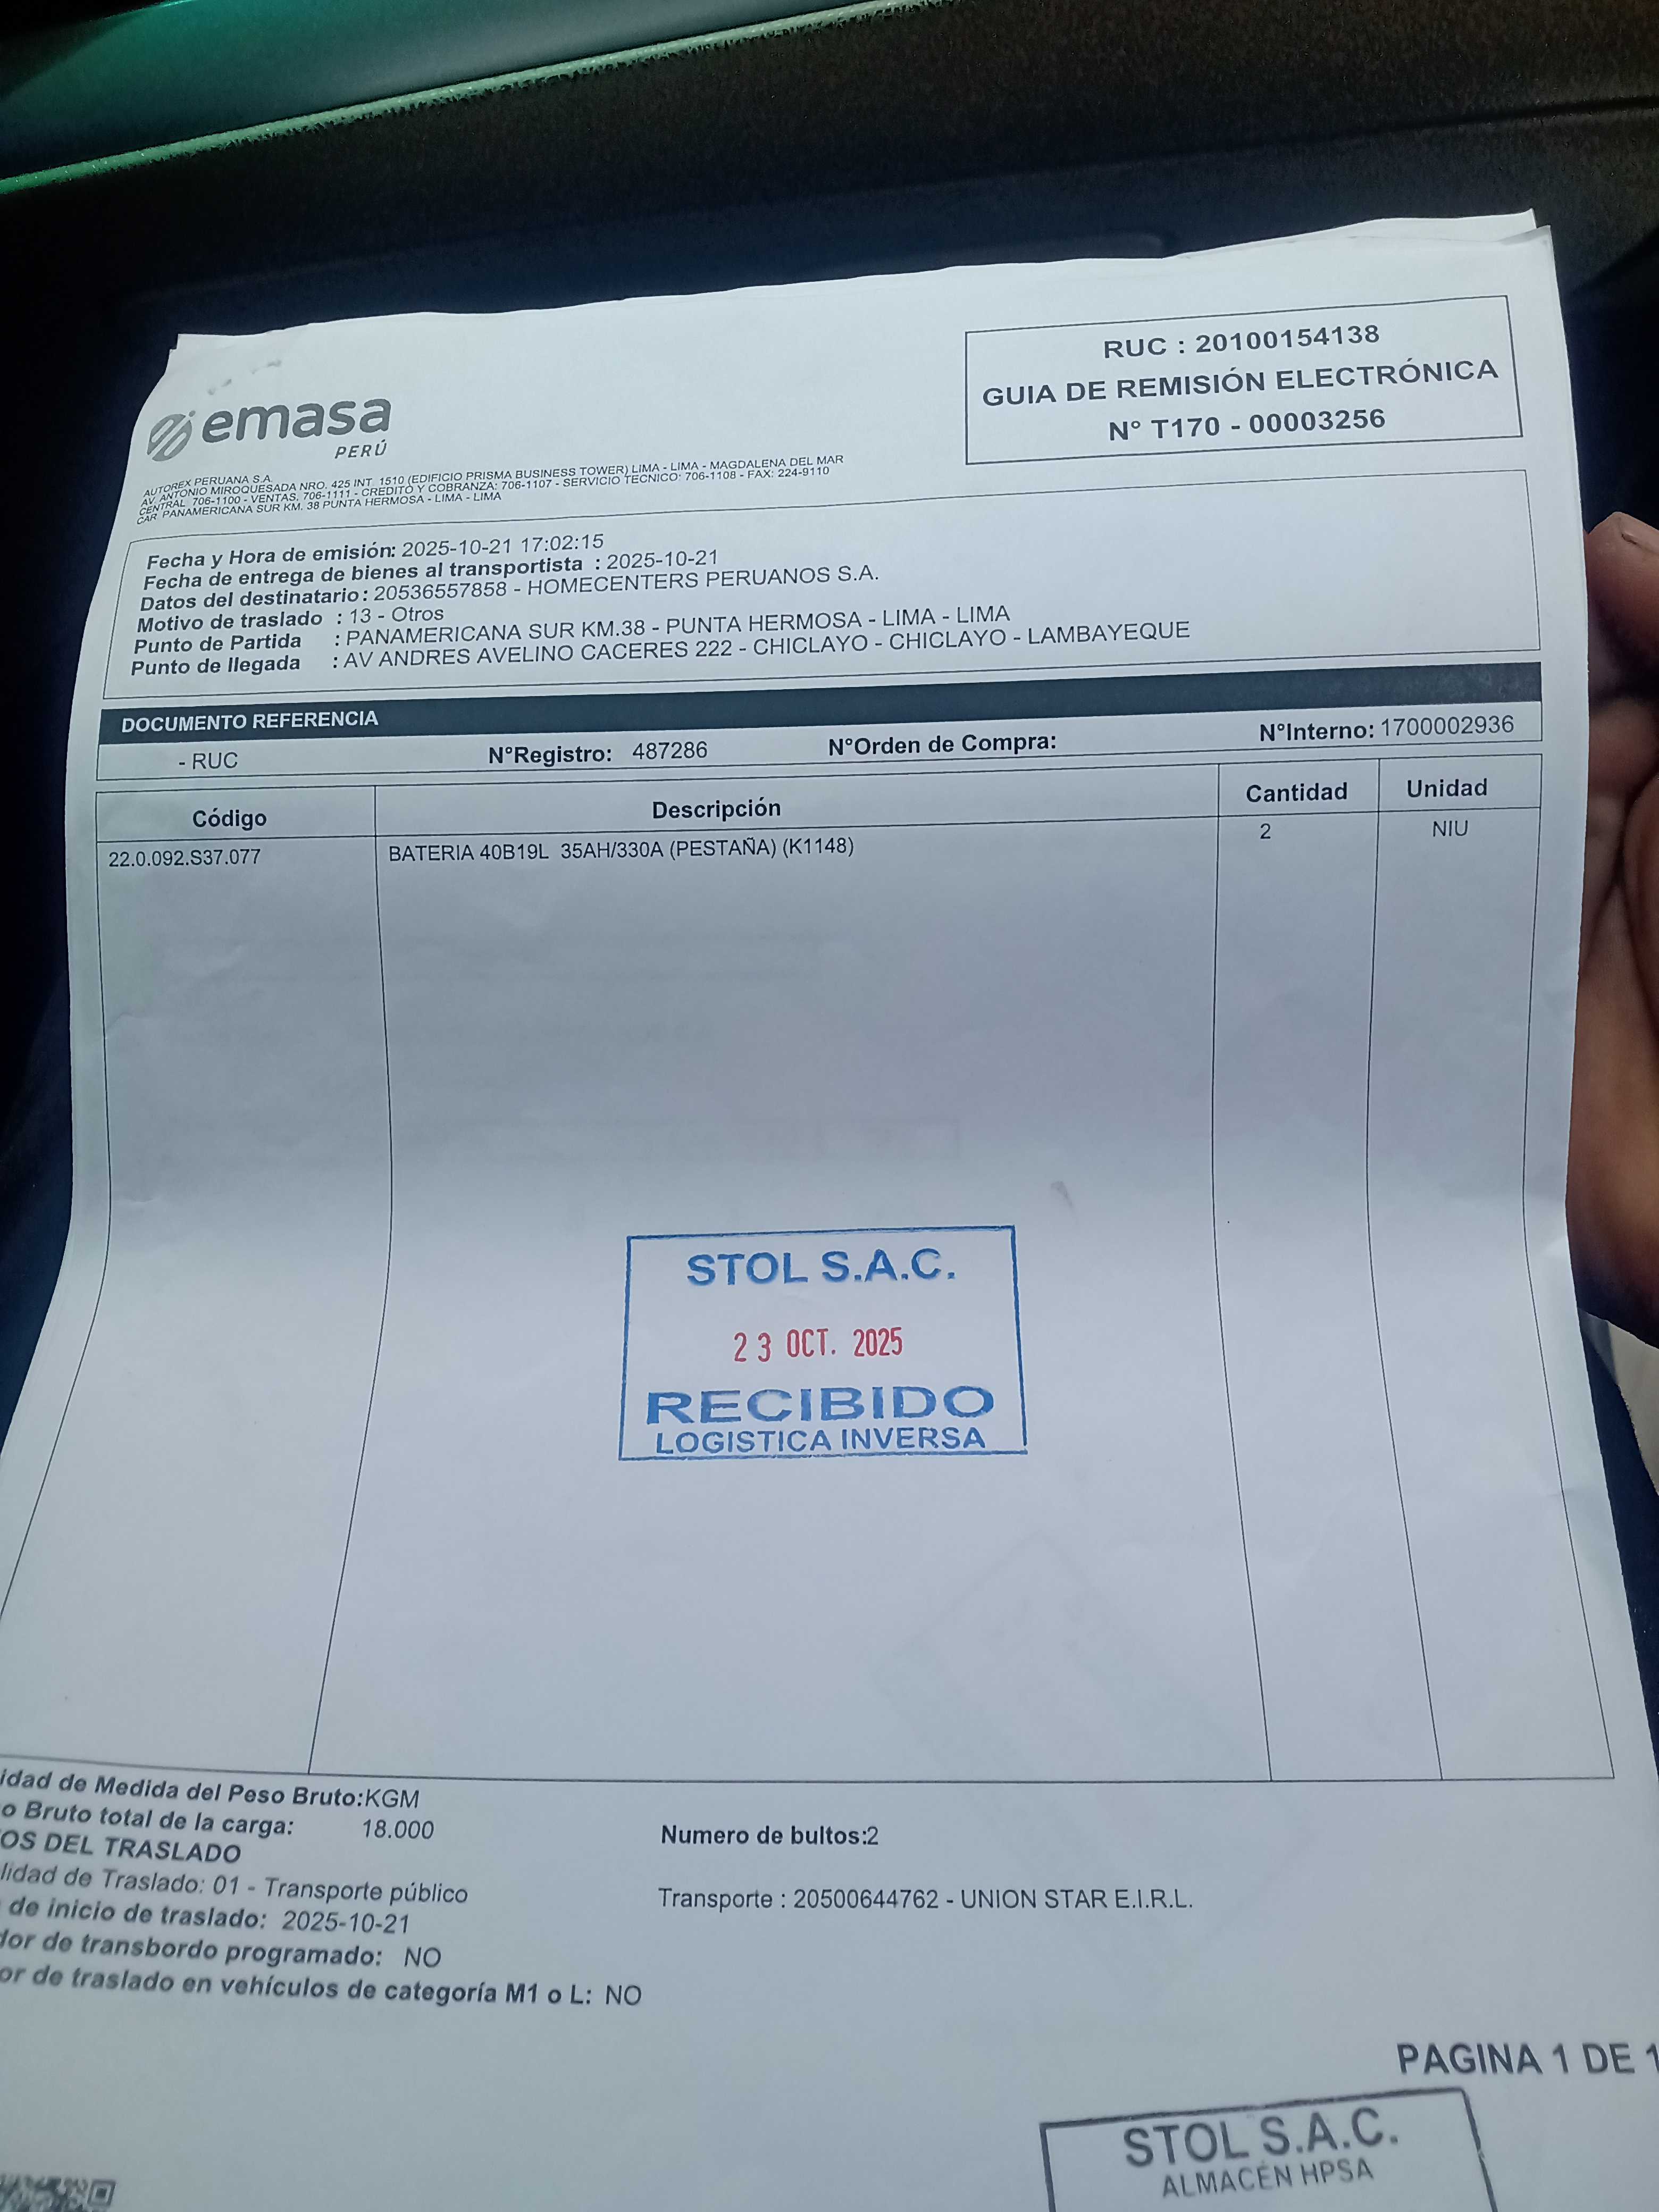 RUC : 20100154138
GUIA DE REMISIÓN ELECTRÓNICA
N° T170 - 00003256
emasa
PERÚ
AUTOREX PERUANA S.A.
AV. ANTONIO MIROQUESADA NRO. 425 INT. 1510 (EDIFICIO PRISMA BUSINESS TOWER) LIMA - LIMA - MAGDALENA DEL MAR
CENTRAL: 706-1100 - VENTAS, 706-1111 - CREDITO Y COBRANZA: 706-1107 - SERVICIO TECNICO: 706-1108 - FAX: 224-9110
CAR. PANAMERICANA SUR KM. 38 PUNTA HERMOSA - LIMA - LIMA
Fecha y Hora de emisión: 2025-10-21 17:02:15
Fecha de entrega de bienes al transportista : 2025-10-21
Datos del destinatario : 20536557858 - HOMECENTERS PERUANOS S.A.
Motivo de traslado : 13 - Otros
Punto de Partida : PANAMERICANA SUR KM.38 - PUNTA HERMOSA - LIMA - LIMA
Punto de llegada : AV ANDRES AVELINO CACERES 222 - CHICLAYO - CHICLAYO - LAMBAYEQUE
DOCUMENTO REFERENCIA
- RUC N°Registro: 487286 N°Orden de Compra: N°Interno: 1700002936
Código Descripción Cantidad Unidad
22.0.092.S37.077 BATERIA 40B19L 35AH/330A (PESTAÑA) (K1148) 2 NIU
STOL S.A.C.
23 OCT. 2025
RECIBIDO
LOGISTICA INVERSA
idad de Medida del Peso Bruto:KGM
o Bruto total de la carga: 18.000 Numero de bultos:2
OS DEL TRASLADO
lidad de Traslado: 01 - Transporte público Transporte : 20500644762 - UNION STAR E.I.R.L.
de inicio de traslado: 2025-10-21
dor de transbordo programado: NO
or de traslado en vehículos de categoría M1 o L: NO
PAGINA 1 DE 1
STOL S.A.C.
ALMACÉN HPSA